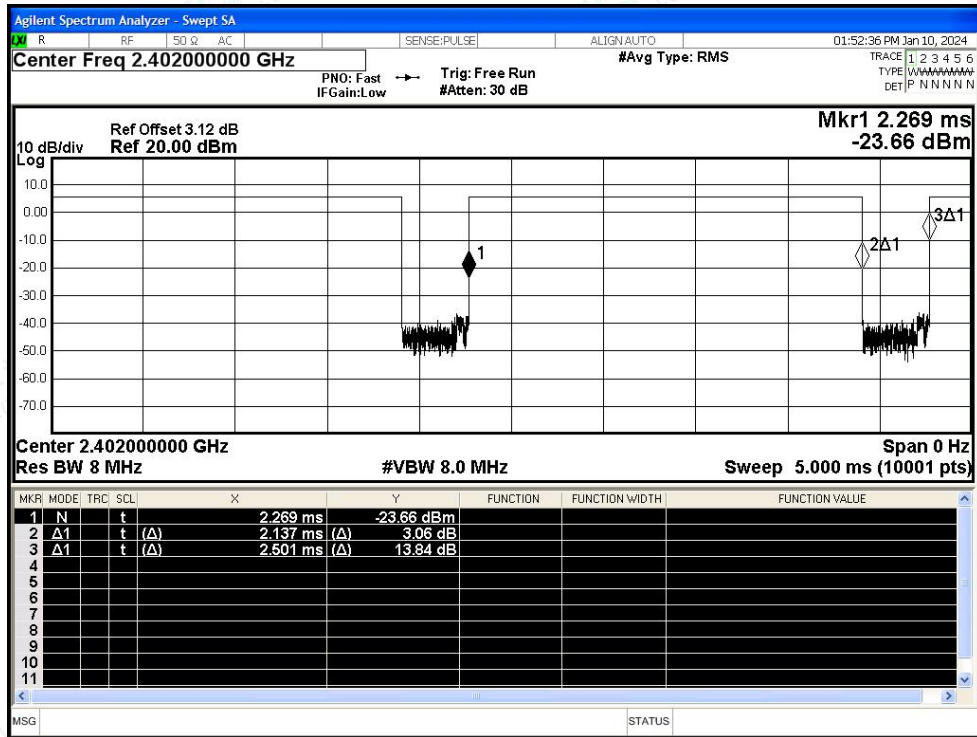 Agilent Spectrum Analyzer - Swept SA
LXI R RF 50 Ω AC SENSE:PULSE ALIGN AUTO 01:52:36 PM Jan 10, 2024
Center Freq 2.402000000 GHz #Avg Type: RMS TRACE 1 2 3 4 5 6
PNO: Fast Trig: Free Run TYPE WWWWWW
IFGain:Low #Atten: 30 dB DET P N N N N N
Mkr1 2.269 ms
Ref Offset 3.12 dB
10 dB/div Ref 20.00 dBm -23.66 dBm
Log
10.0
0.00
3Δ1
-10.0
2Δ1
1
-20.0
-30.0
-40.0
-50.0
-60.0
-70.0
Center 2.402000000 GHz Span 0 Hz
Res BW 8 MHz #VBW 8.0 MHz Sweep 5.000 ms (10001 pts)
MKR MODE TRC SCL X Y FUNCTION FUNCTION WIDTH FUNCTION VALUE
1 N t 2.269 ms -23.66 dBm
2 Δ1 t (Δ) 2.137 ms (Δ) 3.06 dB
3 Δ1 t (Δ) 2.501 ms (Δ) 13.84 dB
4
5
6
7
8
9
10
11
MSG STATUS